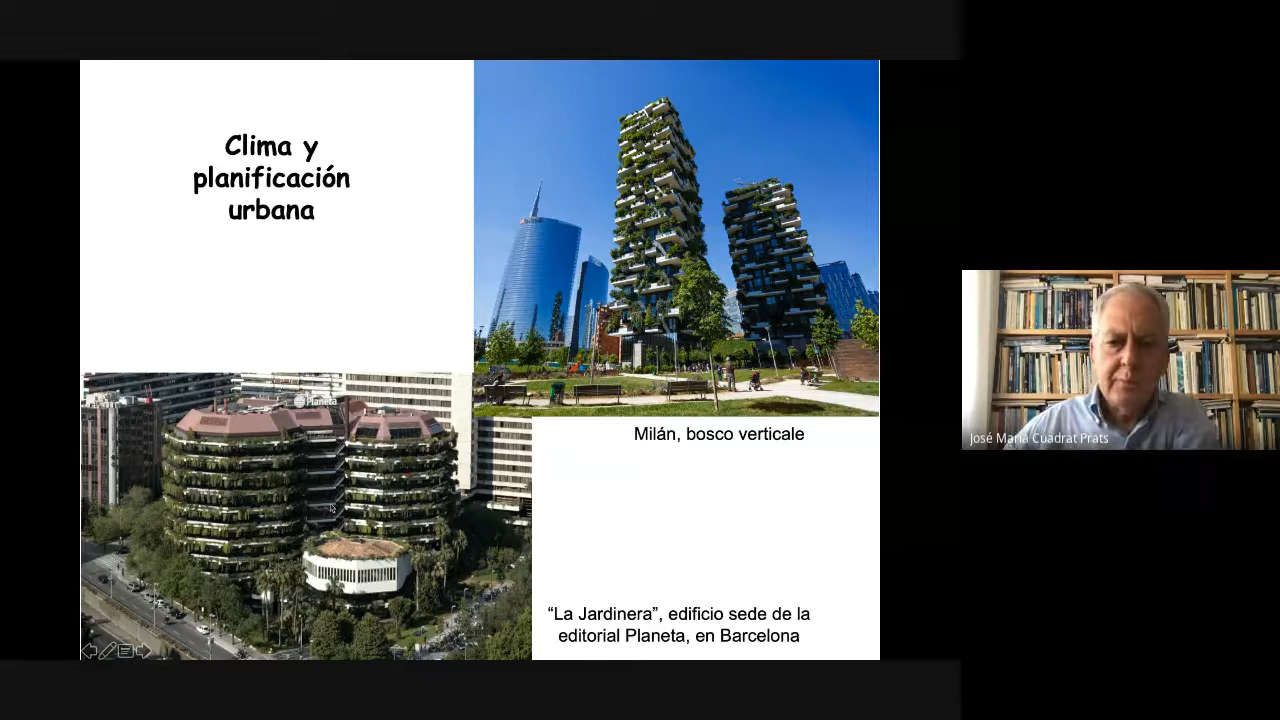 Clima y
planificación
urbana
Planeta
Milán, bosco verticale
“La Jardinera”, edificio sede de la
editorial Planeta, en Barcelona
José María Cuadrat Prats